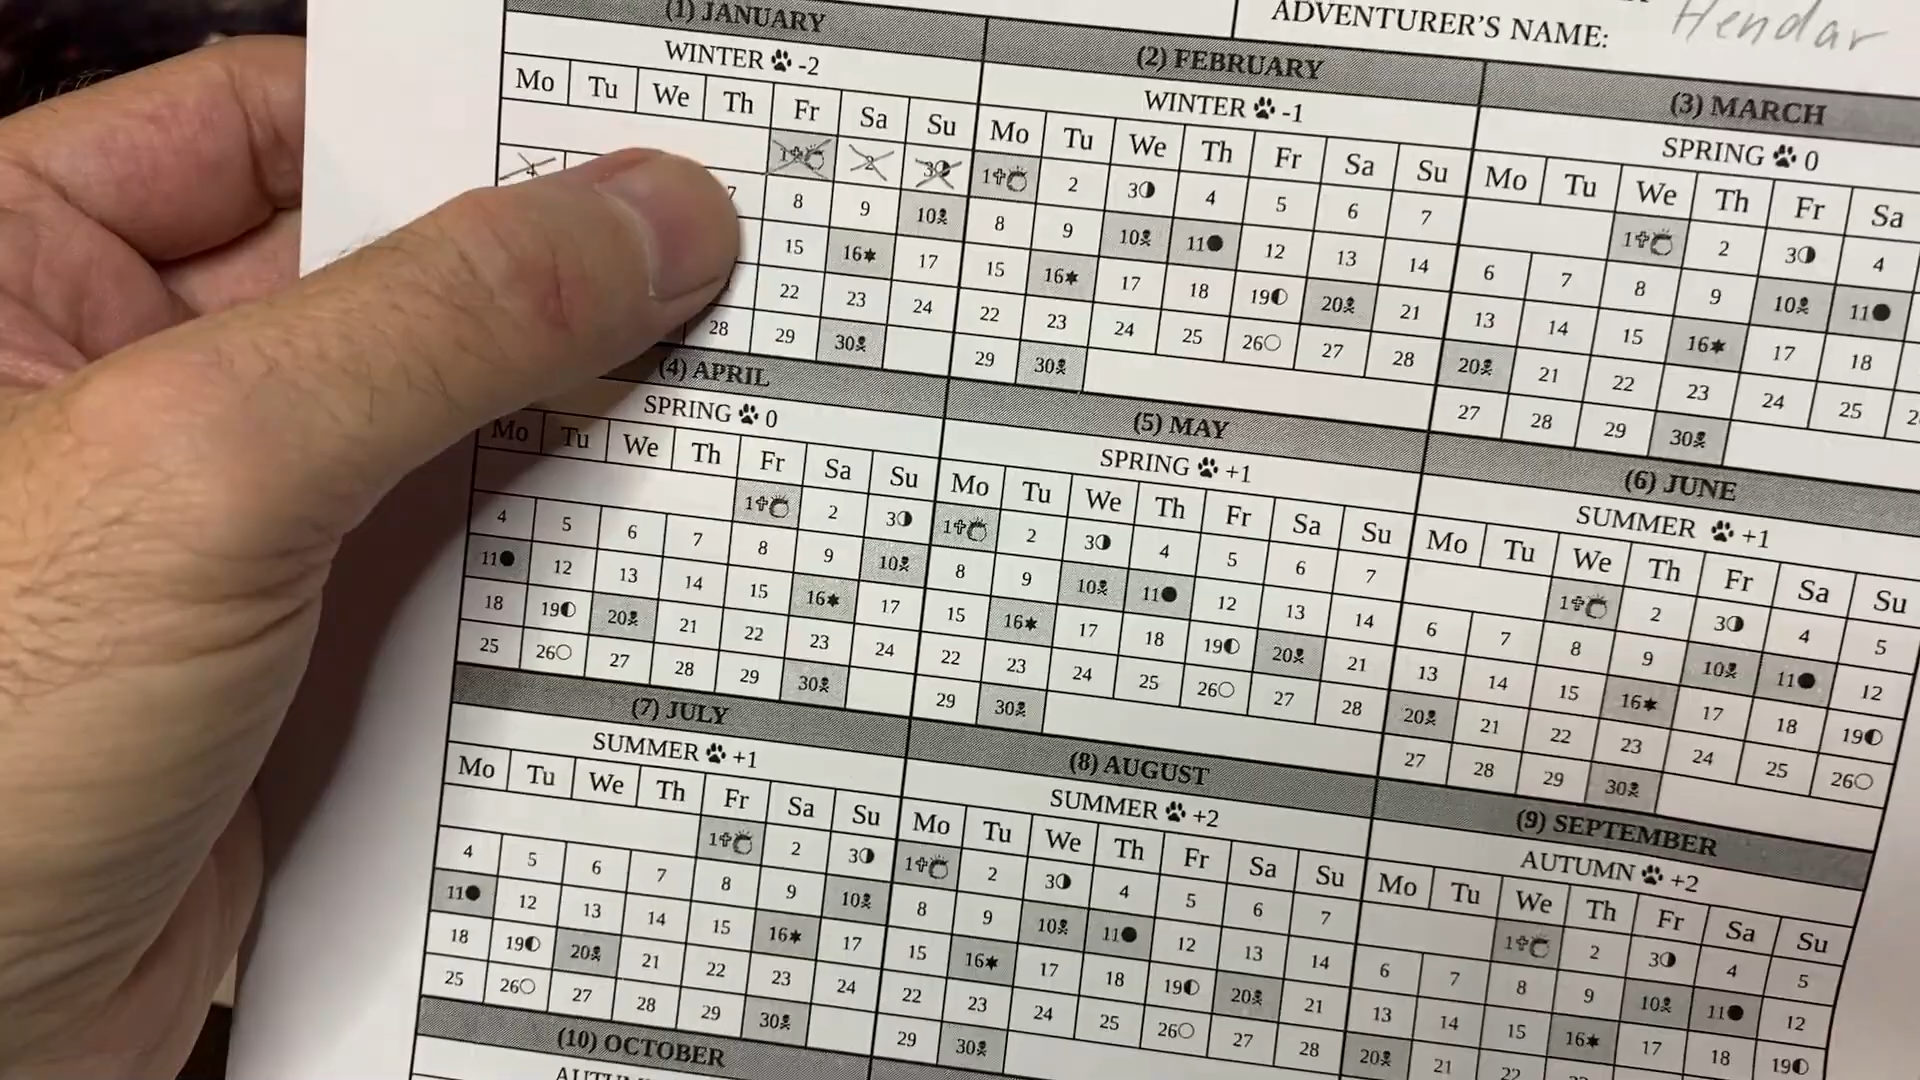 ADVENTURER'S NAME: Hendar
(1) JANUARY
WINTER -2
Mo Tu We Th Fr Sa Su
1 2 3
4 7 8 9 10
15 16 17
22 23 24
28 29 30
(2) FEBRUARY
WINTER -1
Mo Tu We Th Fr Sa Su
1 2 3 4 5 6 7
8 9 10 11 12 13 14
15 16 17 18 19 20 21
22 23 24 25 26 27 28
29 30
(3) MARCH
SPRING 0
Mo Tu We Th Fr Sa
1 2 3 4
6 7 8 9 10 11
13 14 15 16 17 18
20 21 22 23 24 25
27 28 29 30
(4) APRIL
SPRING 0
Mo Tu We Th Fr Sa Su
1 2 3
4 5 6 7 8 9 10
11 12 13 14 15 16 17
18 19 20 21 22 23 24
25 26 27 28 29 30
(5) MAY
SPRING +1
Mo Tu We Th Fr Sa Su
1 2 3 4 5 6 7
8 9 10 11 12 13 14
15 16 17 18 19 20 21
22 23 24 25 26 27 28
29 30
(6) JUNE
SUMMER +1
Mo Tu We Th Fr Sa Su
1 2 3 4 5
6 7 8 9 10 11 12
13 14 15 16 17 18 19
20 21 22 23 24 25 26
27 28 29 30
(7) JULY
SUMMER +1
Mo Tu We Th Fr Sa Su
1 2 3
4 5 6 7 8 9 10
11 12 13 14 15 16 17
18 19 20 21 22 23 24
25 26 27 28 29 30
(8) AUGUST
SUMMER +2
Mo Tu We Th Fr Sa Su
1 2 3 4 5 6 7
8 9 10 11 12 13 14
15 16 17 18 19 20 21
22 23 24 25 26 27 28
29 30
(9) SEPTEMBER
AUTUMN +2
Mo Tu We Th Fr Sa Su
1 2 3 4 5
6 7 8 9 10 11 12
13 14 15 16 17 18 19
20 21 22
(10) OCTOBER